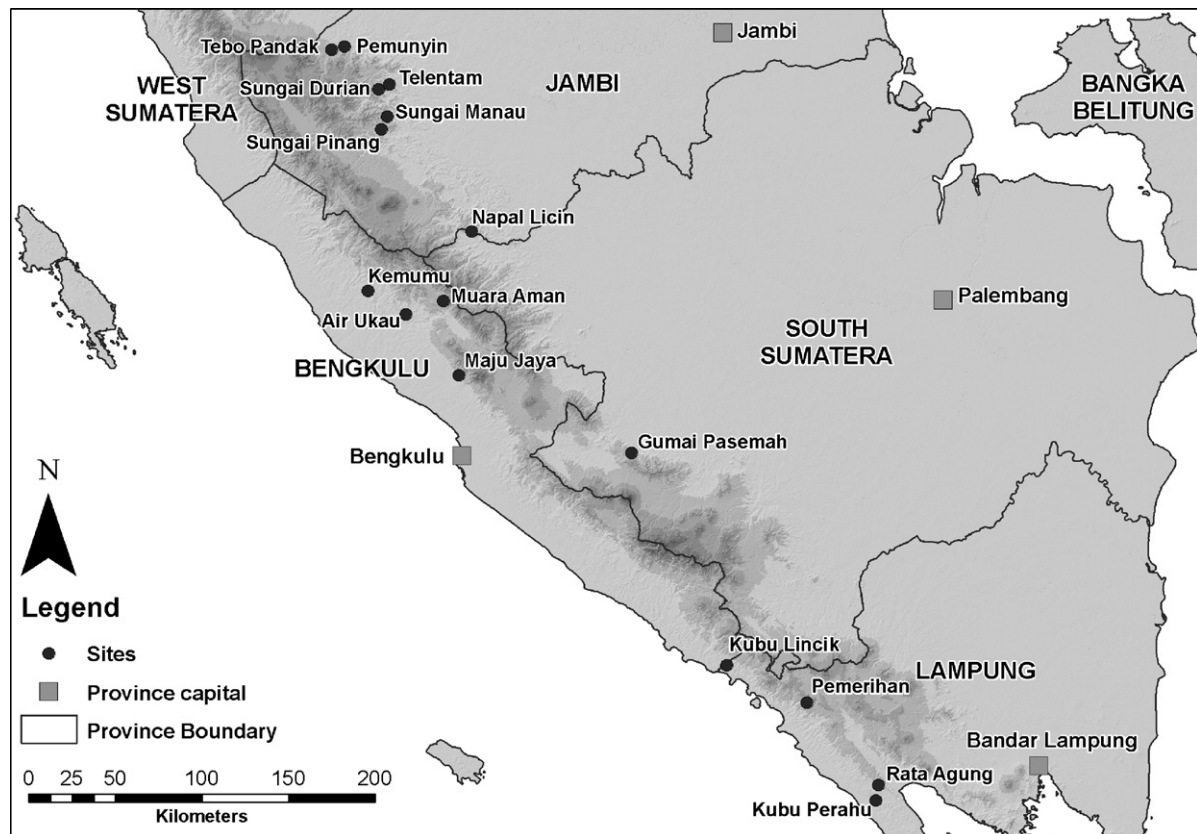 Jambi
Tebo Pandak
Pemunyin
WEST
SUMATERA
Telentam
Sungai Durian
JAMBI
BANGKA
BELITUNG
Sungai Manau
Sungai Pinang
Napal Licin
Kemumu
Muara Aman
Palembang
Air Ukau
SOUTH
SUMATERA
BENGKULU
Maju Jaya
Gumai Pasemah
Bengkulu
N
Legend
Sites
Province capital
Province Boundary
0 25 50 100 150 200
Kilometers
Kubu Lincik
LAMPUNG
Pemerihan
Bandar Lampung
Rata Agung
Kubu Perahu